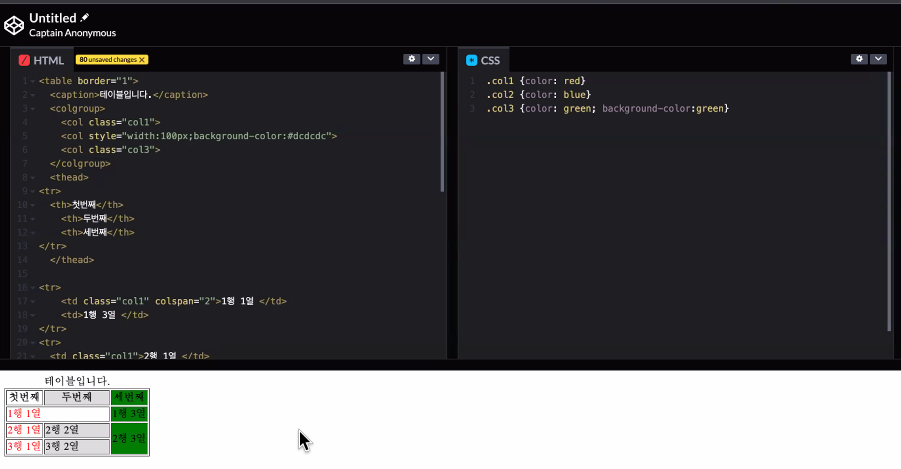 Untitled
Captain Anonymous
HTML
80 unsaved changes X
CSS
1 <table border="1">
2 <caption>테이블입니다.</caption>
3 <colgroup>
4 <col class="col1">
5 <col style="width:100px;background-color:#dcdcdc">
6 <col class="col3">
7 </colgroup>
8 <thead>
9 <tr>
10 <th>첫번째</th>
11 <th>두번째</th>
12 <th>세번째</th>
13 </tr>
14 </thead>
15
16 <tr>
17 <td class="col1" colspan="2">1행 1열 </td>
18 <td>1행 3열 </td>
19 </tr>
20 <tr>
21 <td class="col1">2행 1열 </td>
1 .col1 {color: red}
2 .col2 {color: blue}
3 .col3 {color: green; background-color:green}
테이블입니다.
첫번째 두번째 세번째
1행 1열 1행 3열
2행 1열 2행 2열 2행 3열
3행 1열 3행 2열